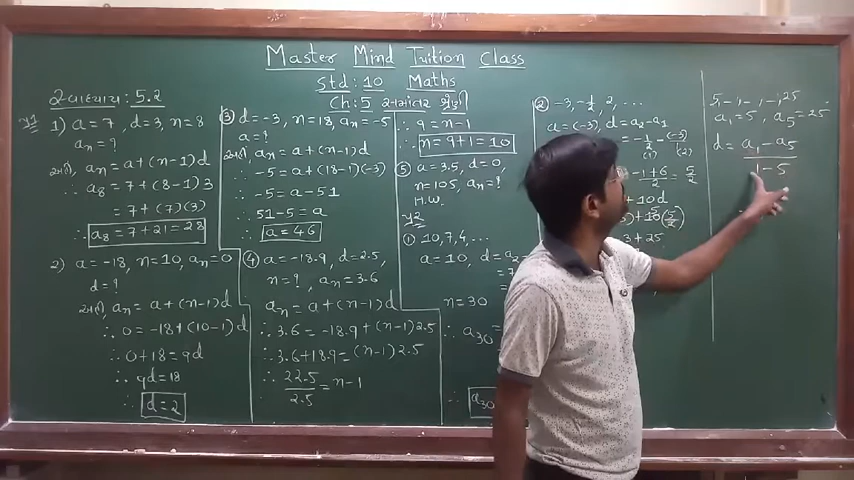 Master Mind Tuition Class
Std: 10 Maths
Ch: 5 સમાંતર શ્રેણી
સ્વાધ્યાય: 5.2
1) a = 7, d = 3, n = 8
a = ?
aₙ = a + (n-1)d
∴ a₈ = 7 + (8-1)3
= 7 + (7)(3)
∴ a₈ = 7 + 21 = 28
2) a = -18, n = 10, aₙ = 0
d = ?
aₙ = a + (n-1)d
∴ 0 = -18 + (10-1)d
∴ 0 + 18 = 9d
∴ 9d = 18
∴ d = 2
③ d = -3, n = 18, aₙ = -5
a = ?
aₙ = a + (n-1)d
∴ -5 = a + (18-1)(-3)
∴ -5 = a - 51
∴ 51 - 5 = a
∴ a = 46
④ a = -18.9, d = 2.5,
n = ?, aₙ = 3.6
aₙ = a + (n-1)d
∴ 3.6 = -18.9 + (n-1)2.5
∴ 3.6 + 18.9 = (n-1)2.5
∴ 22.5/2.5 = n-1
∴ 9 = n-1
∴ n = 9 + 1 = 10
⑤ a = 3.5, d = 0,
n = 105, aₙ = ?
H.W.
① 10, 7, 4, ...
a = 10, d = a₂
= 7
n = 30
∴ a₃₀ =
∴ a₃₀
② -3, -1/2, 2, ...
a = (-3), d = a₂ - a₁
= -1/2 - (-3)
(1) (2)
-1+6/2 = 5/2
+ 10d
+ 10(5/2)
3 + 25
5, -, -, -, 25
a₁ = 5, a₅ = 25
d = a₁ - a₅
1 - 5